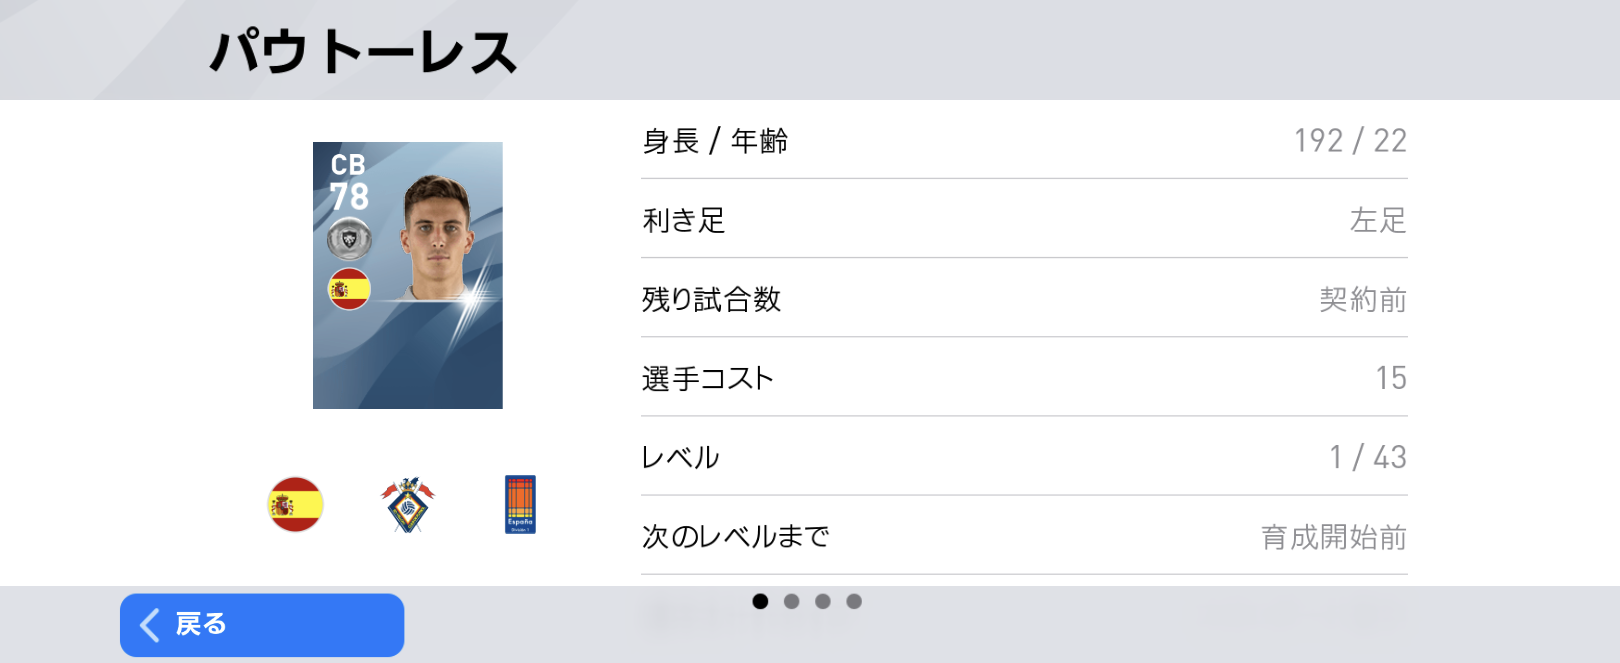 パウ トーレス
CB
78
身長 / 年齢 192 / 22
利き足 左足
残り試合数 契約前
選手コスト 15
レベル 1 / 43
次のレベルまで 育成開始前
España
戻る